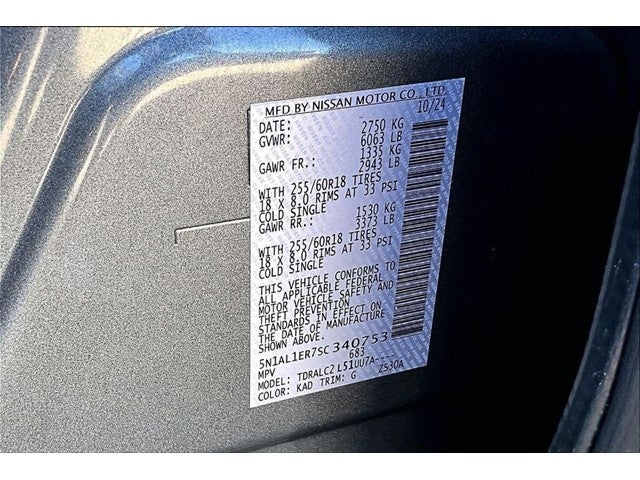 MFD BY NISSAN MOTOR CO., LTD.
DATE: 10/24
GVWR: 2750 KG
6063 LB
GAWR FR.: 1335 KG
2943 LB
WITH 255/60R18 TIRES
18 X 8.0 RIMS AT 33 PSI
COLD SINGLE
GAWR RR.: 1530 KG
3373 LB
WITH 255/60R18 TIRES
18 X 8.0 RIMS AT 33 PSI
COLD SINGLE
THIS VEHICLE CONFORMS TO
ALL APPLICABLE FEDERAL
MOTOR VEHICLE SAFETY AND
THEFT PREVENTION
STANDARDS IN EFFECT ON
THE DATE OF MANUFACTURE
SHOWN ABOVE.
5N1AL1ER7SC340753
MPV 683
MODEL: TDRALC2 L51UU7A----
COLOR: KAD TRIM: G ZS30A